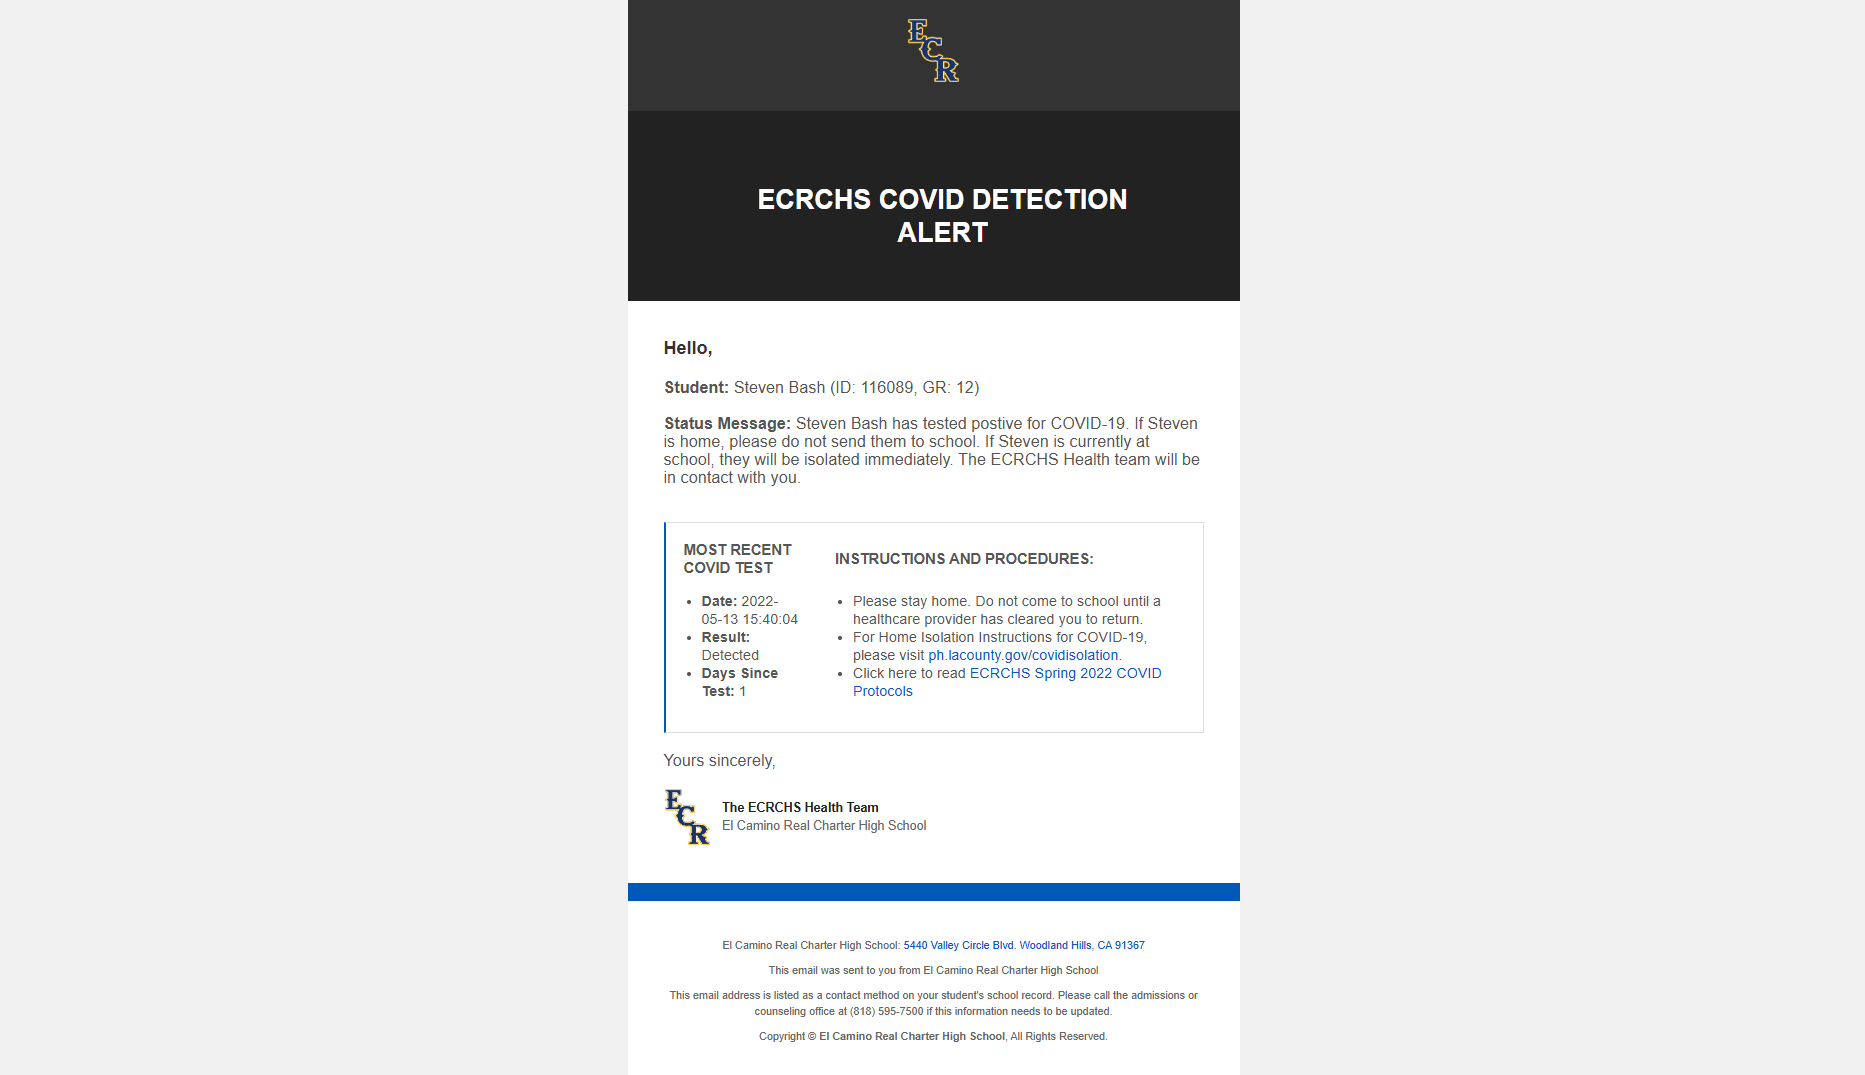 ECR
ECRCHS COVID DETECTION
ALERT
Hello,
Student: Steven Bash (ID: 116089, GR: 12)
Status Message: Steven Bash has tested postive for COVID-19. If Steven
is home, please do not send them to school. If Steven is currently at
school, they will be isolated immediately. The ECRCHS Health team will be
in contact with you.
MOST RECENT
COVID TEST
• Date: 2022-
05-13 15:40:04
• Result:
Detected
• Days Since
Test: 1
INSTRUCTIONS AND PROCEDURES:
• Please stay home. Do not come to school until a
healthcare provider has cleared you to return.
• For Home Isolation Instructions for COVID-19,
please visit ph.lacounty.gov/covidisolation.
• Click here to read ECRCHS Spring 2022 COVID
Protocols
Yours sincerely,
ECR
The ECRCHS Health Team
El Camino Real Charter High School
El Camino Real Charter High School: 5440 Valley Circle Blvd. Woodland Hills, CA 91367
This email was sent to you from El Camino Real Charter High School
This email address is listed as a contact method on your student's school record. Please call the admissions or
counseling office at (818) 595-7500 if this information needs to be updated.
Copyright © El Camino Real Charter High School, All Rights Reserved.